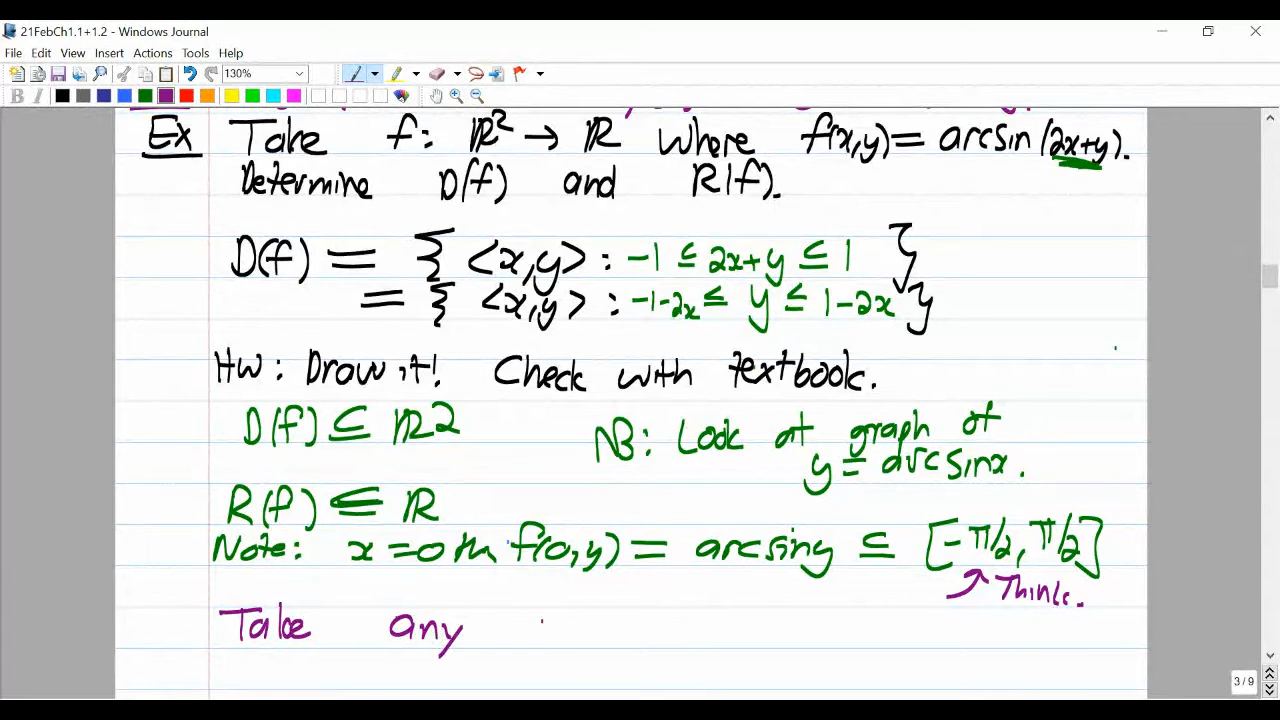 21FebCh1.1+1.2 - Windows Journal
File Edit View Insert Actions Tools Help
130%
B I
Ex Take f: ℝ² → ℝ where f(x,y) = arcsin (2x+y).
Determine D(f) and R(f).
D(f) = { <x,y> : -1 ≤ 2x+y ≤ 1 }
= { <x,y> : -1-2x ≤ y ≤ 1-2x }
HW: Draw it! Check with textbook.
D(f) ⊆ ℝ2
NB: Look at graph of
y = arcsinx.
R(f) ⊆ ℝ
Note: x=0 th f(0,y) = arcsiny ⊆ [-π/2, π/2]
Think.
Take any
3 / 9